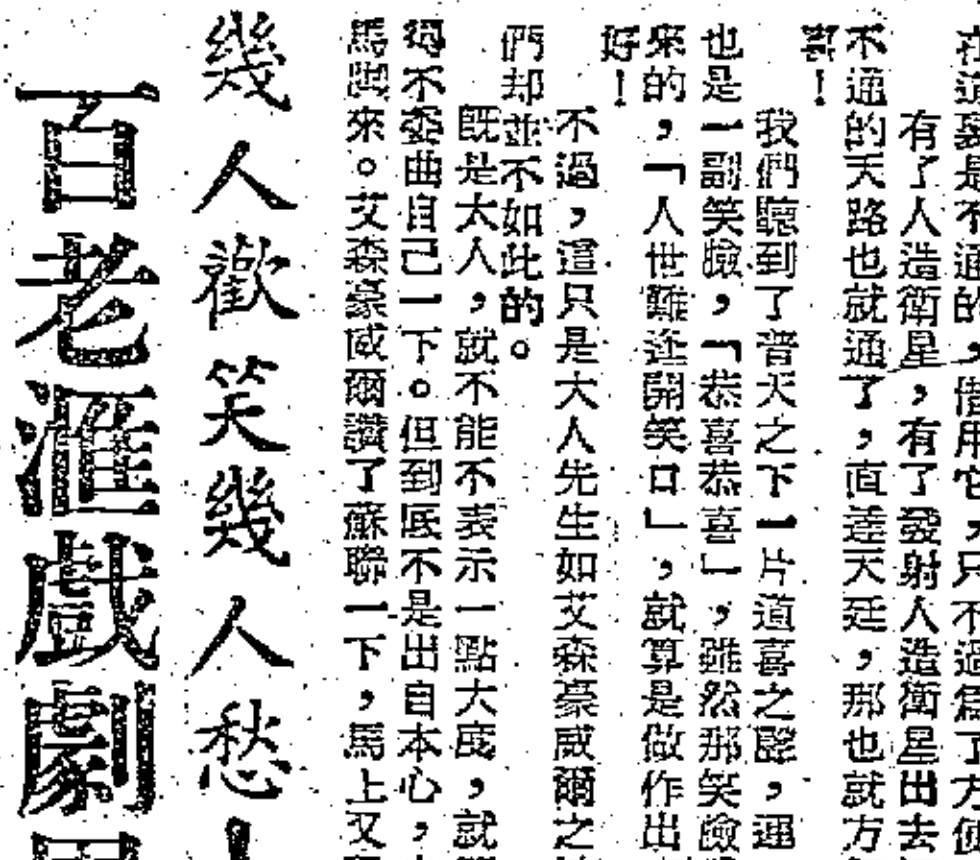 在這裏是不通的，借用它，只不過爲了方便
有了人造衛星，有了發射人造衛星出去
不通的天路也就通了，直達天廷，那也就方
喜！
我們聽到了普天之下一片道喜之聲，連
也是一副笑臉，「恭喜恭喜」，雖然那笑臉
來的，「人世難逢開笑口」，就算是做作出
好！
不過，這只是大人先生如艾森豪威爾之
們却並不如此的。
既是大人，就不能不表示一點大度，就
得不委曲自己一下。但到底不是出自本心，
馬上又
來。艾森豪威爾讚了蘇聯一下，馬上又
幾人歡笑幾人愁
百老滙戲劇